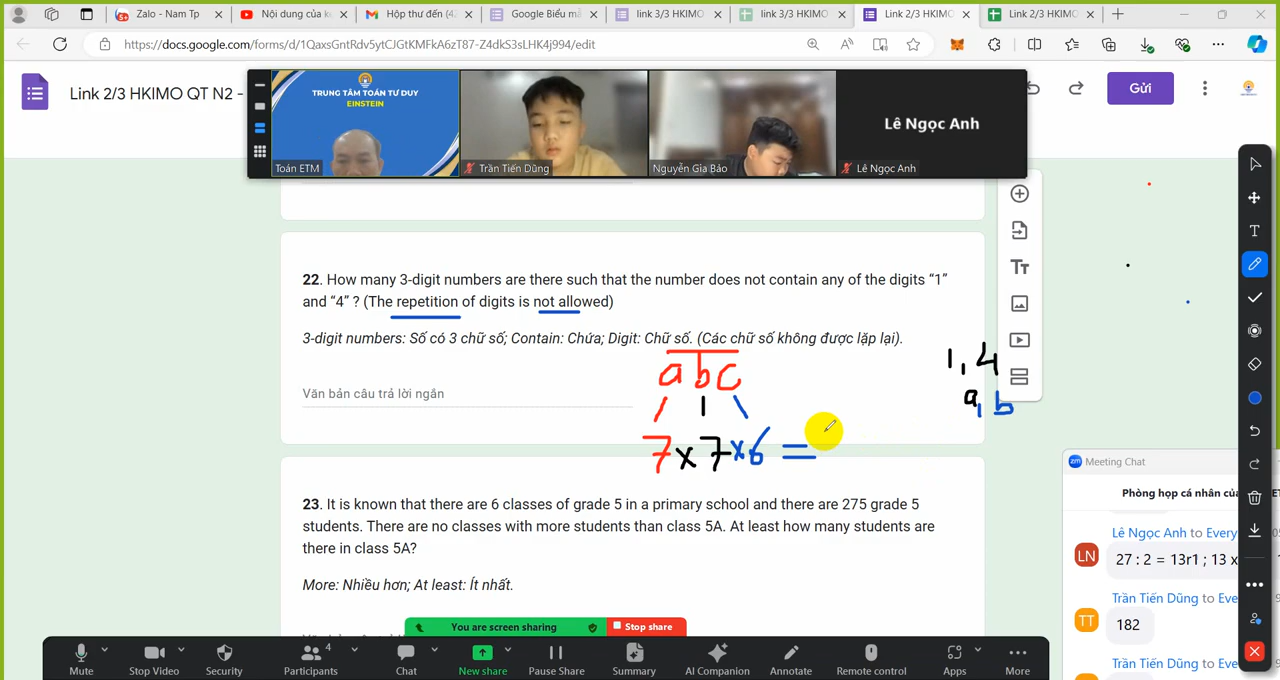 Zalo - Nam Tp
Nội dung của k
Hộp thư đến (4
Google Biểu m
link 3/3 HKIMO
link 3/3 HKIMO
Link 2/3 HKIMO
Link 2/3 HKIMO
https://docs.google.com/forms/d/1QaxsGntRdv5ytCJGtKMFkA6zT87-Z4dkS3sLHK4j994/edit
Link 2/3 HKIMO QT N2 -
Gửi
TRUNG TÂM TOÁN TƯ DUY
EINSTEIN
Toán ETM
Trần Tiến Dũng
Nguyễn Gia Bảo
Lê Ngọc Anh
Lê Ngọc Anh
22. How many 3-digit numbers are there such that the number does not contain any of the digits “1”
and “4” ? (The repetition of digits is not allowed)
3-digit numbers: Số có 3 chữ số; Contain: Chứa; Digit: Chữ số. (Các chữ số không được lặp lại).
abc
1, 4
a, b
Văn bản câu trả lời ngắn
7 x 7 x 6 =
23. It is known that there are 6 classes of grade 5 in a primary school and there are 275 grade 5
students. There are no classes with more students than class 5A. At least how many students are
there in class 5A?
More: Nhiều hơn; At least: Ít nhất.
Meeting Chat
Phòng họp cá nhân của
Lê Ngọc Anh to Every
LN
27 : 2 = 13r1 ; 13 x
Trần Tiến Dũng to Eve
TT
182
Trần Tiến Dũng to Eve
You are screen sharing
Stop share
Mute
Stop Video
Security
4
Participants
Chat
New share
Pause Share
Summary
AI Companion
Annotate
Remote control
Apps
More